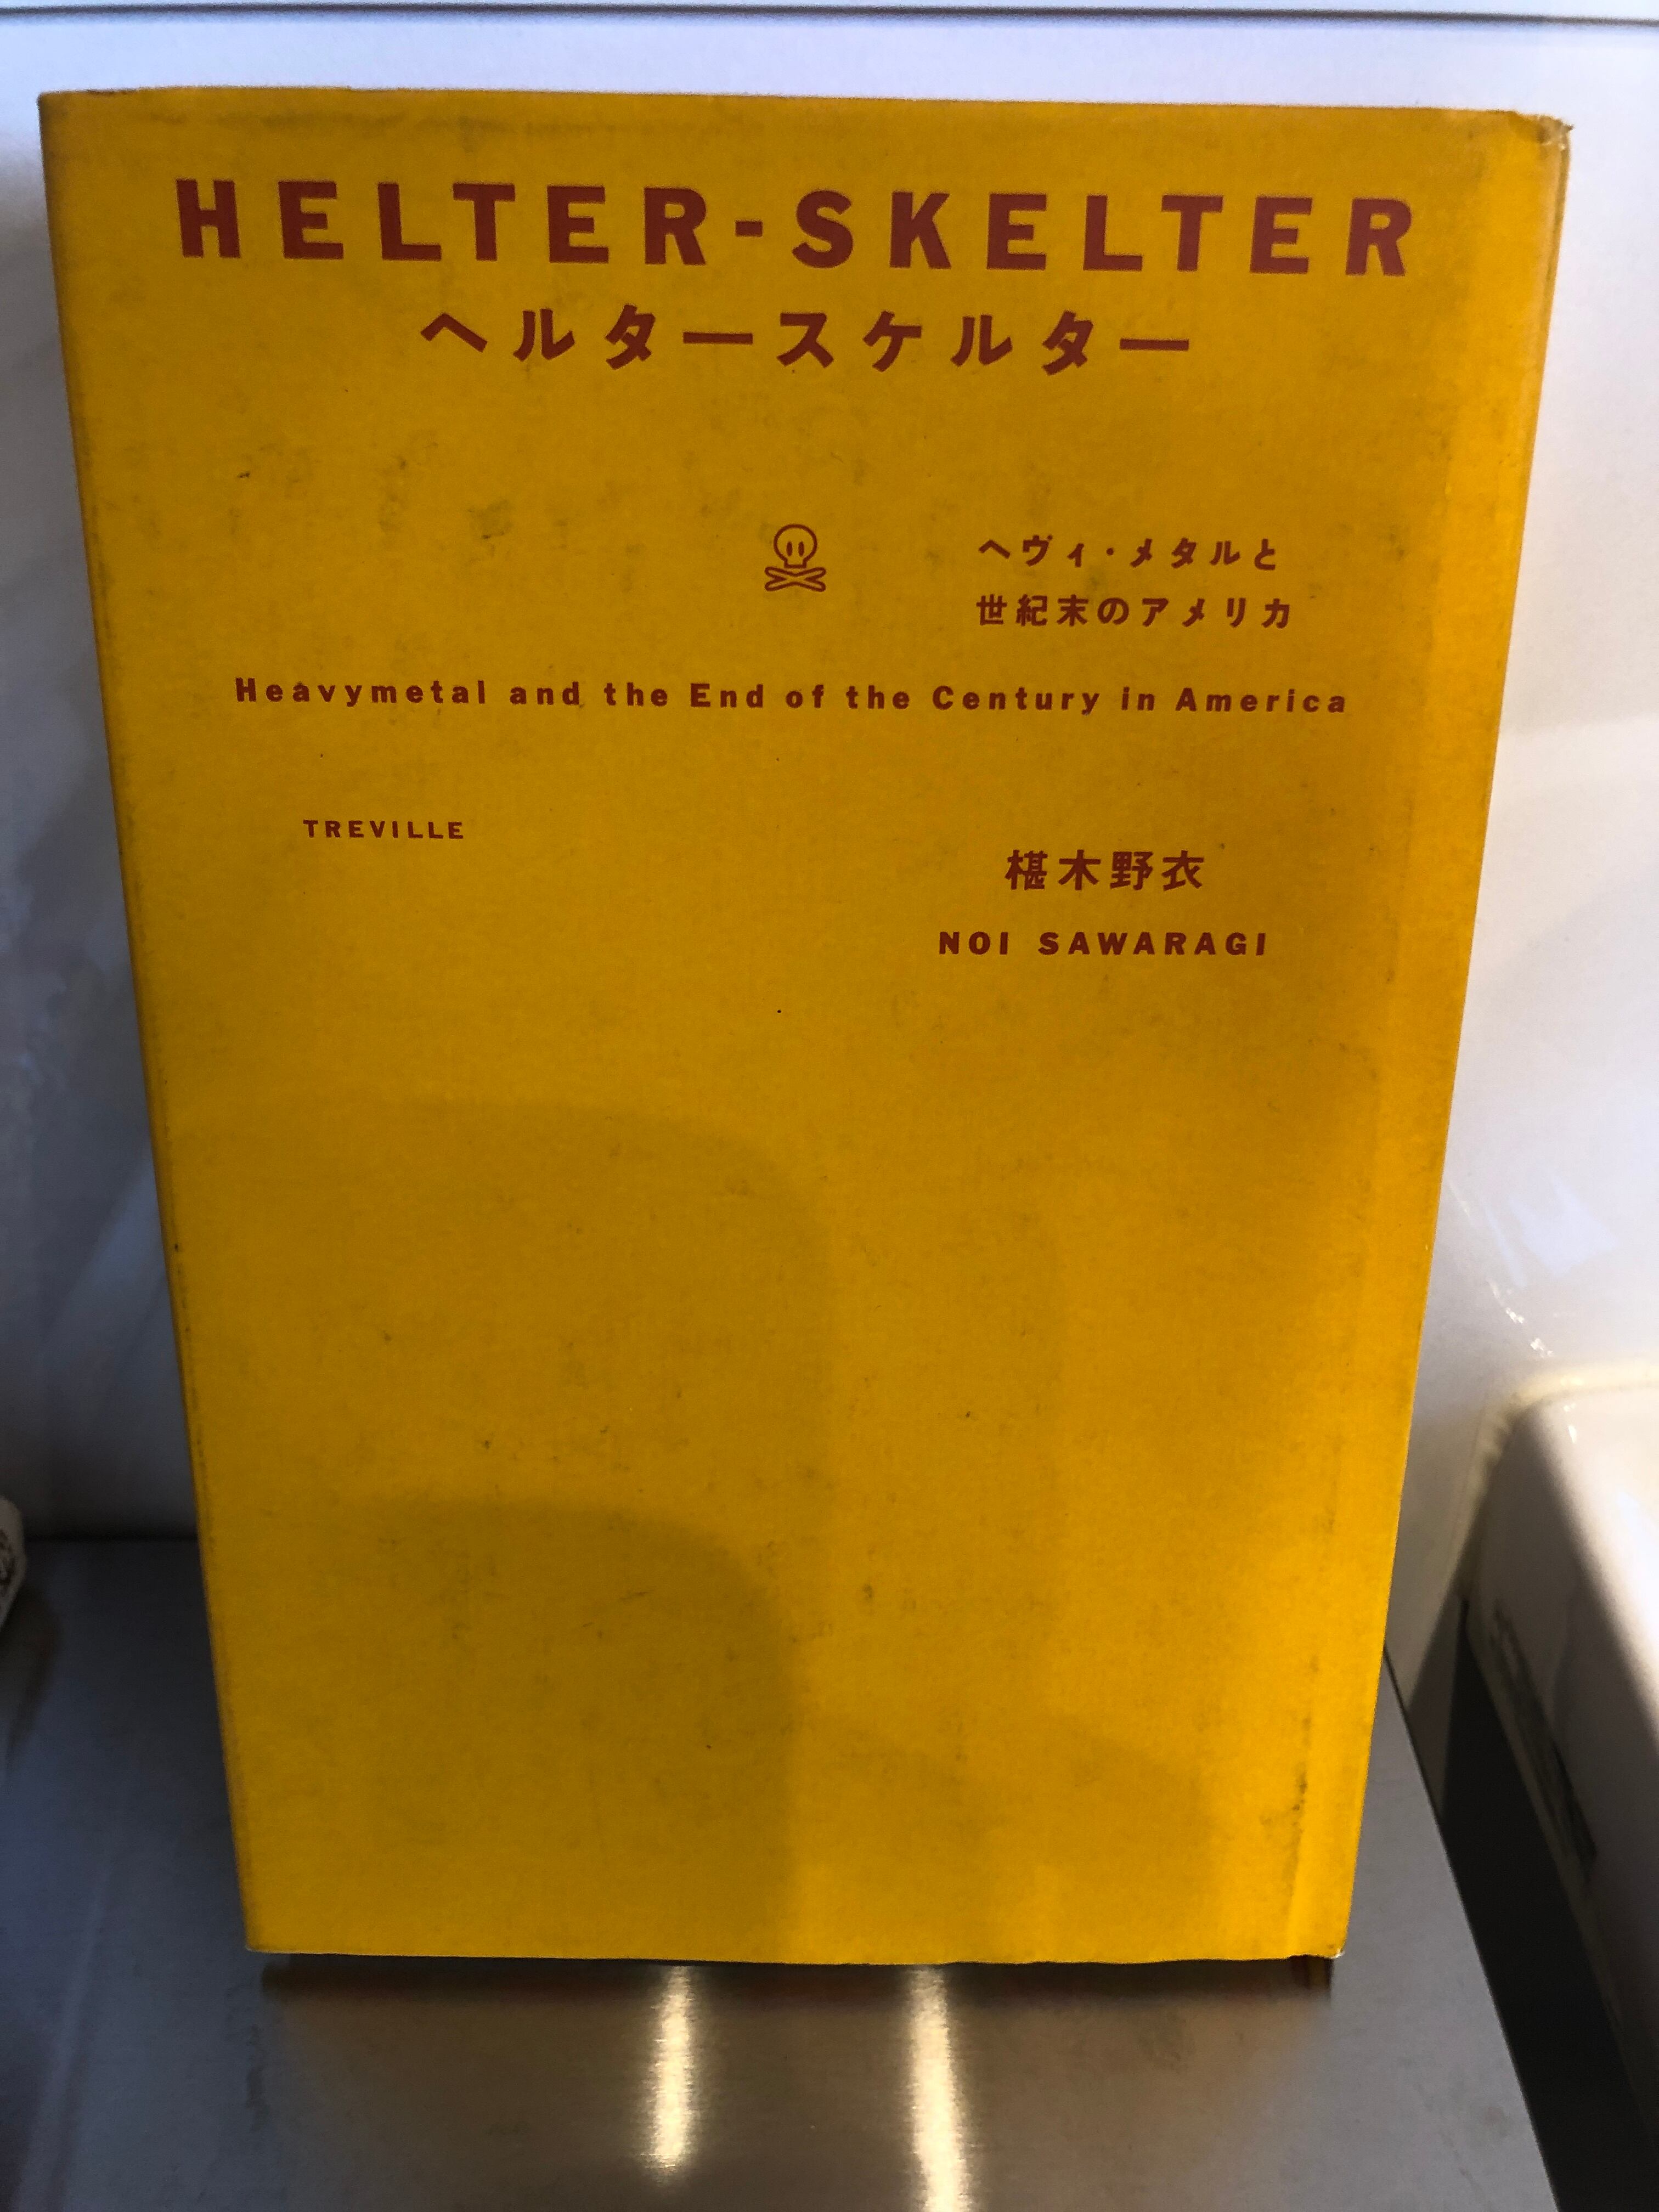 HELTER-SKELTER
ヘルタースケルター
ヘヴィ・メタルと
世紀末のアメリカ
Heavymetal and the End of the Century in America
TREVILLE
椹木野衣
NOI SAWARAGI